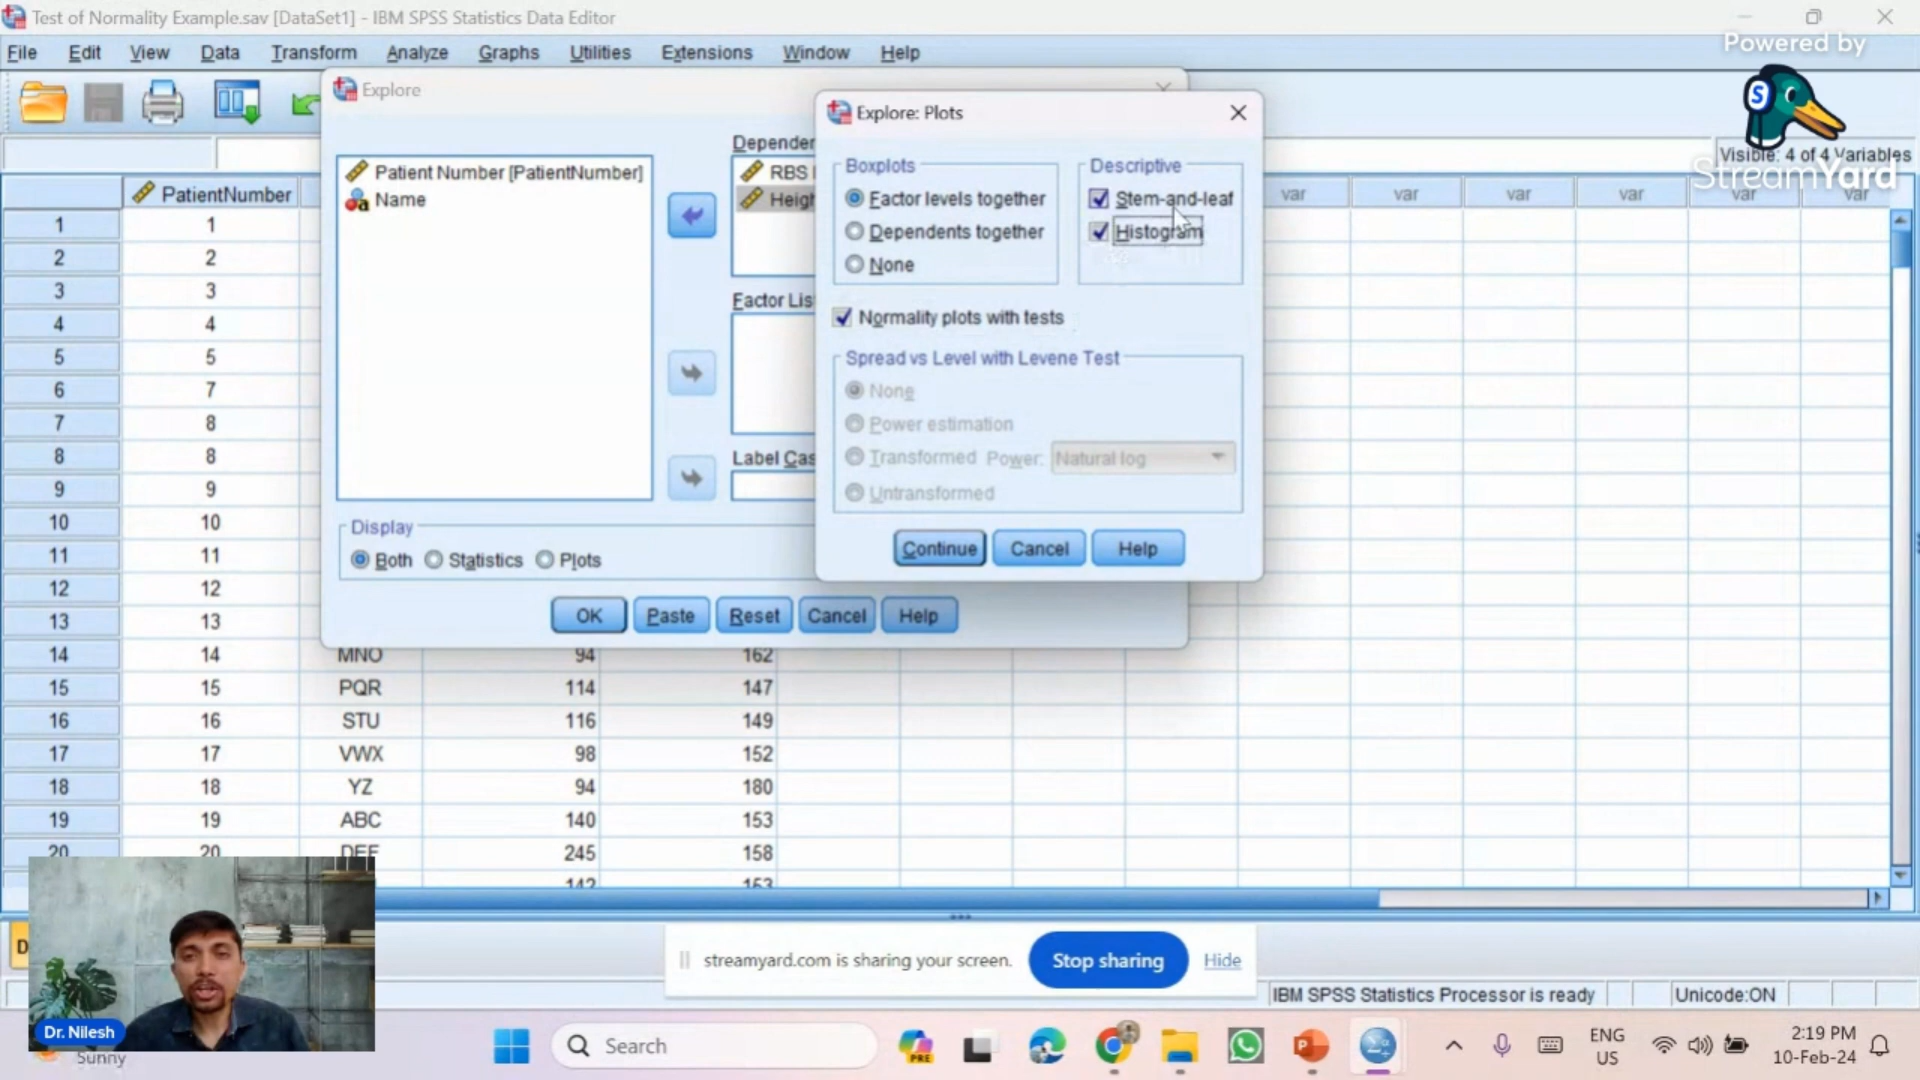 Test of Normality Example.sav [DataSet1] - IBM SPSS Statistics Data Editor
File Edit View Data Transform Analyze Graphs Utilities Extensions Window Help
Powered by
StreamYard
Visible: 4 of 4 Variables
Explore
Patient Number [PatientNumber]
Name
Dependen
RBS
Heigh
Factor Lis
Label Cas
Display
Both Statistics Plots
OK Paste Reset Cancel Help
Explore: Plots
Boxplots
Factor levels together
Dependents together
None
Descriptive
Stem-and-leaf
Histogram
Normality plots with tests
Spread vs Level with Levene Test
None
Power estimation
Transformed Power: Natural log
Untransformed
Continue Cancel Help
PatientNumber var var var var var var
1 1
2 2
3 3
4 4
5 5
6 7
7 8
8 8
9 9
10 10
11 11
12 12
13 13
14 14 MNO 94 162
15 15 PQR 114 147
16 16 STU 116 149
17 17 VWX 98 152
18 18 YZ 94 180
19 19 ABC 140 153
20 20 DEF 245 158
142 153
D
streamyard.com is sharing your screen. Stop sharing Hide
IBM SPSS Statistics Processor is ready Unicode:ON
Dr. Nilesh
Sunny
Search
PRE
ENG
US
2:19 PM
10-Feb-24